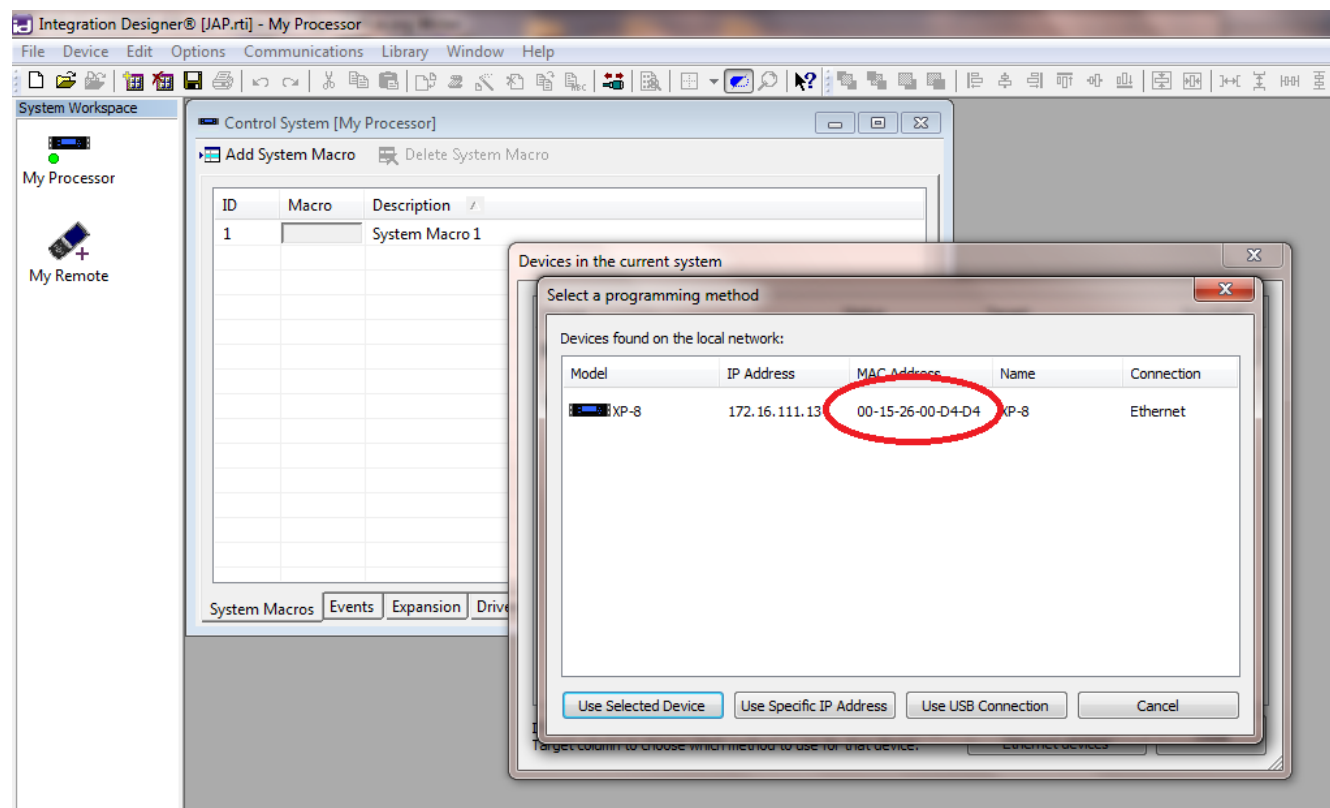 Integration Designer® [JAP.rti] - My Processor
File Device Edit Options Communications Library Window Help
System Workspace
My Processor
My Remote
Control System [My Processor]
Add System Macro Delete System Macro
ID Macro Description
1 System Macro 1
System Macros Events Expansion
Devices in the current system
Select a programming method
Devices found on the local network:
Model IP Address MAC Address Name Connection
XP-8 172.16.111.13 00-15-26-00-D4-D4 XP-8 Ethernet
Use Selected Device Use Specific IP Address Use USB Connection Cancel
Target column to choose which method to use for that device. Ethernet devices